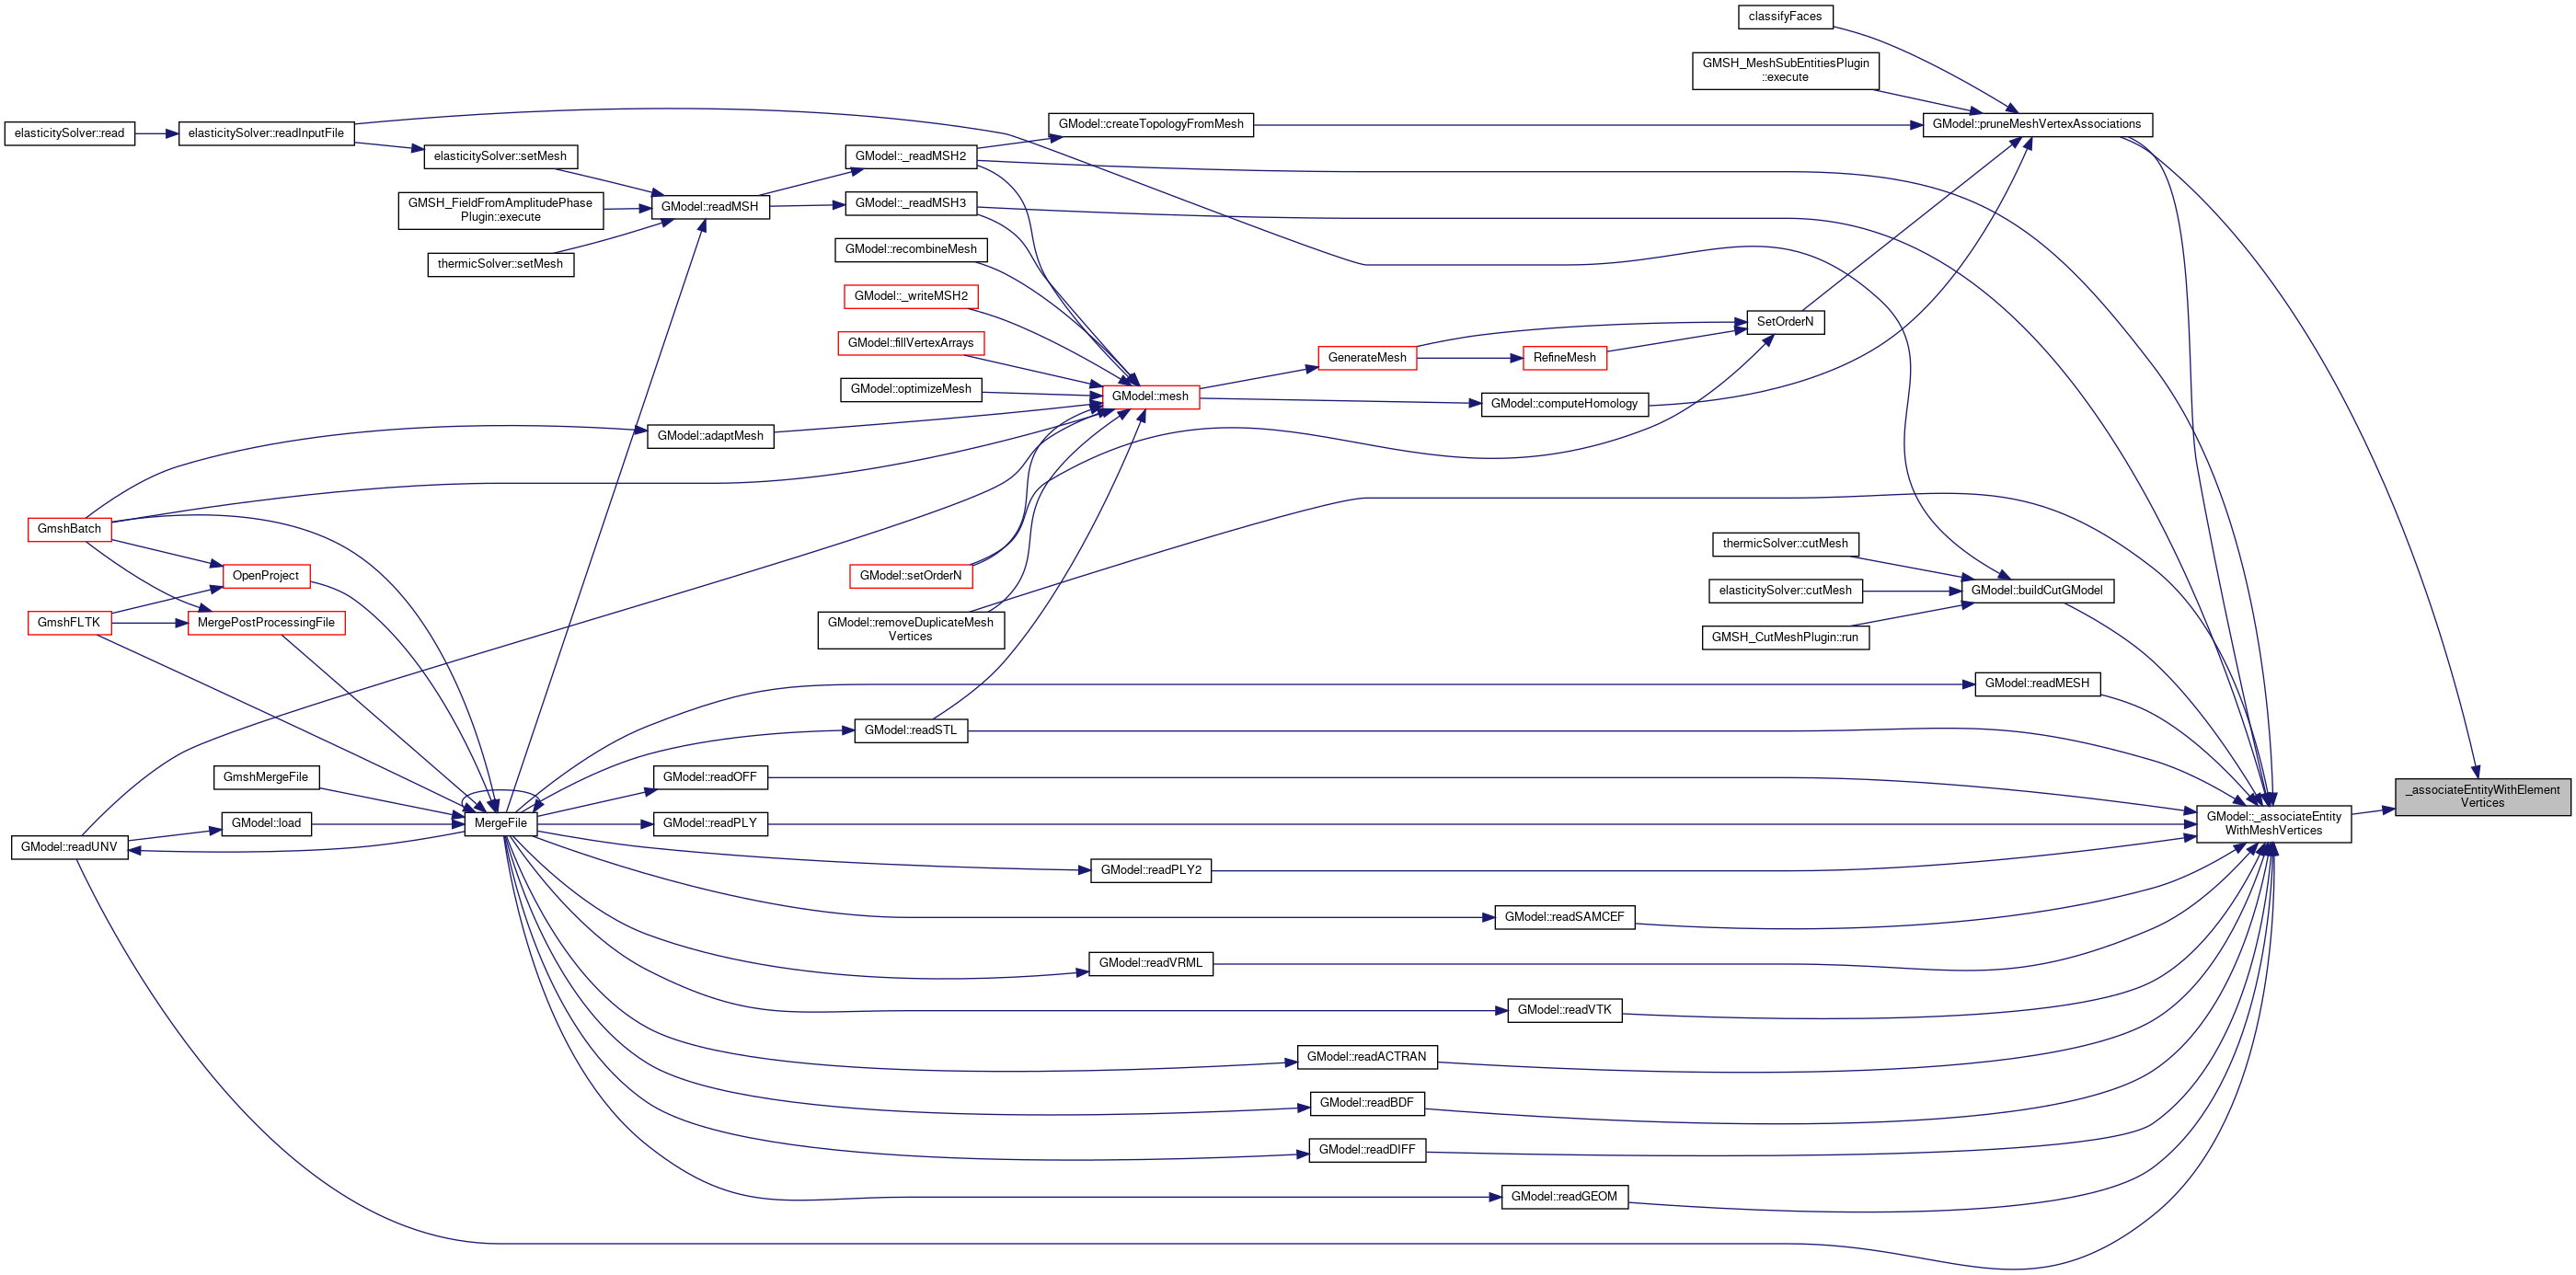 classifyFaces
GMSH_MeshSubEntitiesPlugin
::execute
GModel::pruneMeshVertexAssociations
GModel::createTopologyFromMesh
elasticitySolver::read
elasticitySolver::readInputFile
elasticitySolver::setMesh
GModel::_readMSH2
GMSH_FieldFromAmplitudePhase
Plugin::execute
GModel::readMSH
GModel::_readMSH3
thermicSolver::setMesh
GModel::recombineMesh
GModel::_writeMSH2
SetOrderN
GModel::fillVertexArrays
GenerateMesh
RefineMesh
GModel::optimizeMesh
GModel::mesh
GModel::computeHomology
GModel::adaptMesh
GmshBatch
thermicSolver::cutMesh
OpenProject
GModel::setOrderN
elasticitySolver::cutMesh
GModel::buildCutGModel
GmshFLTK
MergePostProcessingFile
GModel::removeDuplicateMesh
Vertices
GMSH_CutMeshPlugin::run
GModel::readMESH
GModel::readSTL
GmshMergeFile
GModel::readOFF
_associateEntityWithElement
Vertices
GModel::load
MergeFile
GModel::readPLY
GModel::_associateEntity
WithMeshVertices
GModel::readUNV
GModel::readPLY2
GModel::readSAMCEF
GModel::readVRML
GModel::readVTK
GModel::readACTRAN
GModel::readBDF
GModel::readDIFF
GModel::readGEOM